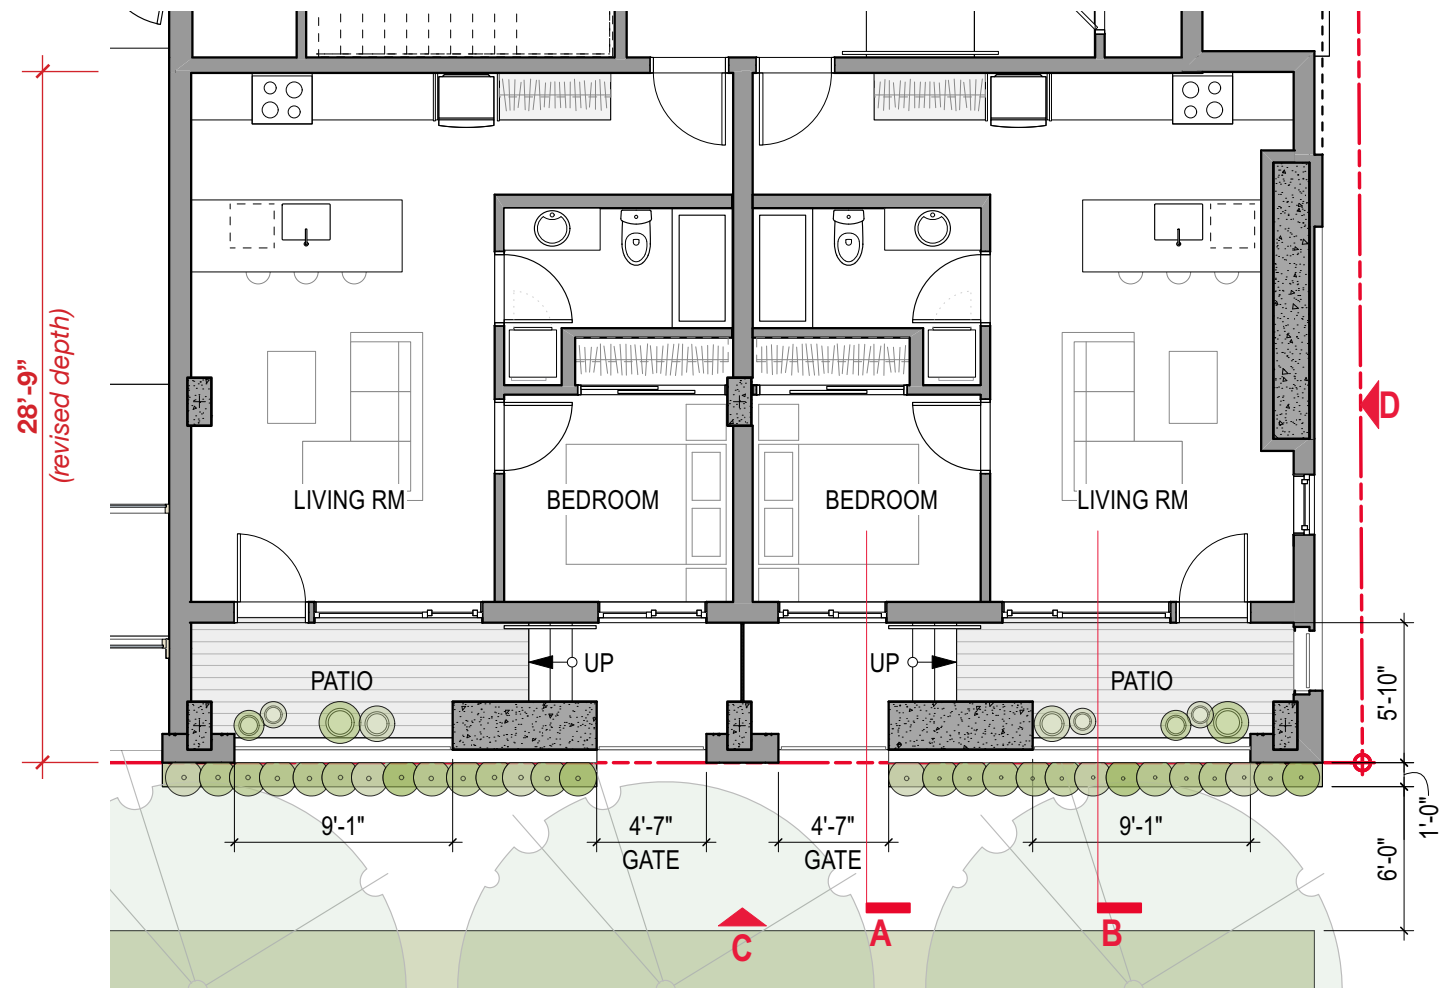 28'-9"
(revised depth)
LIVING RM
BEDROOM
BEDROOM
LIVING RM
D
PATIO
UP
UP
PATIO
5'-10"
1'-0"
6'-0"
9'-1"
4'-7"
GATE
4'-7"
GATE
9'-1"
C
A
B